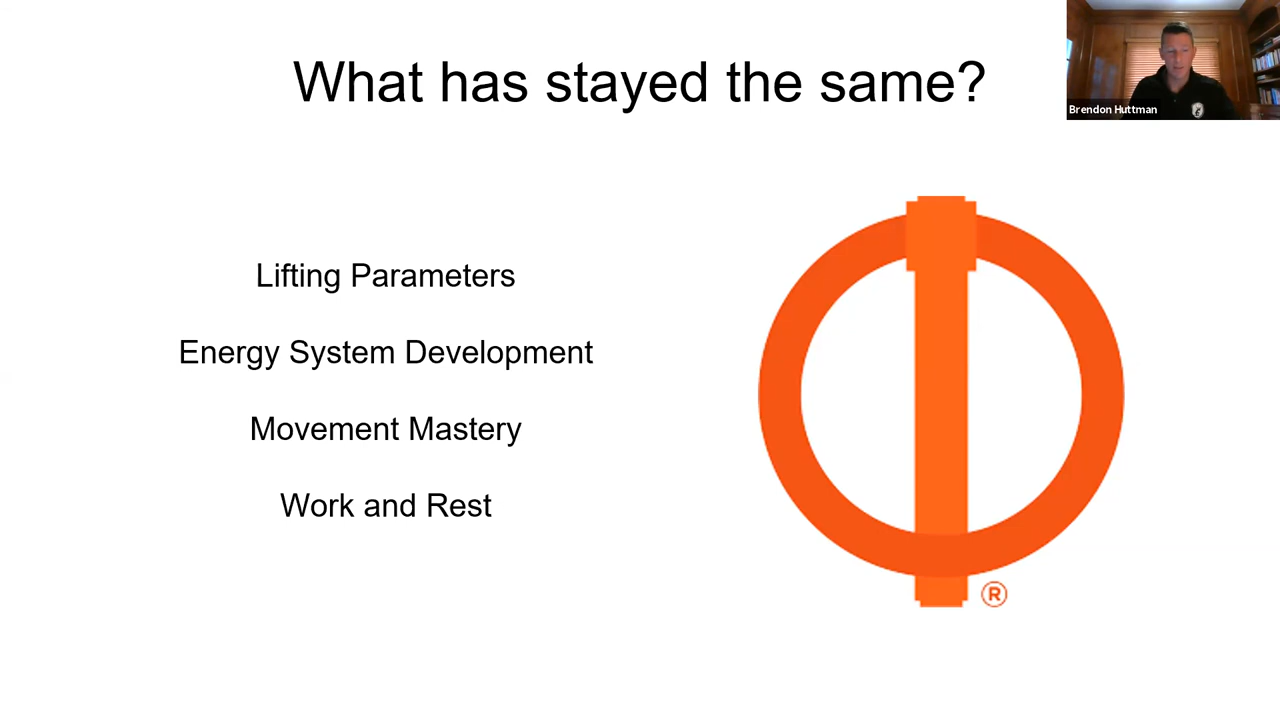 What has stayed the same?
Brendon Huttman
Lifting Parameters
Energy System Development
Movement Mastery
Work and Rest
®